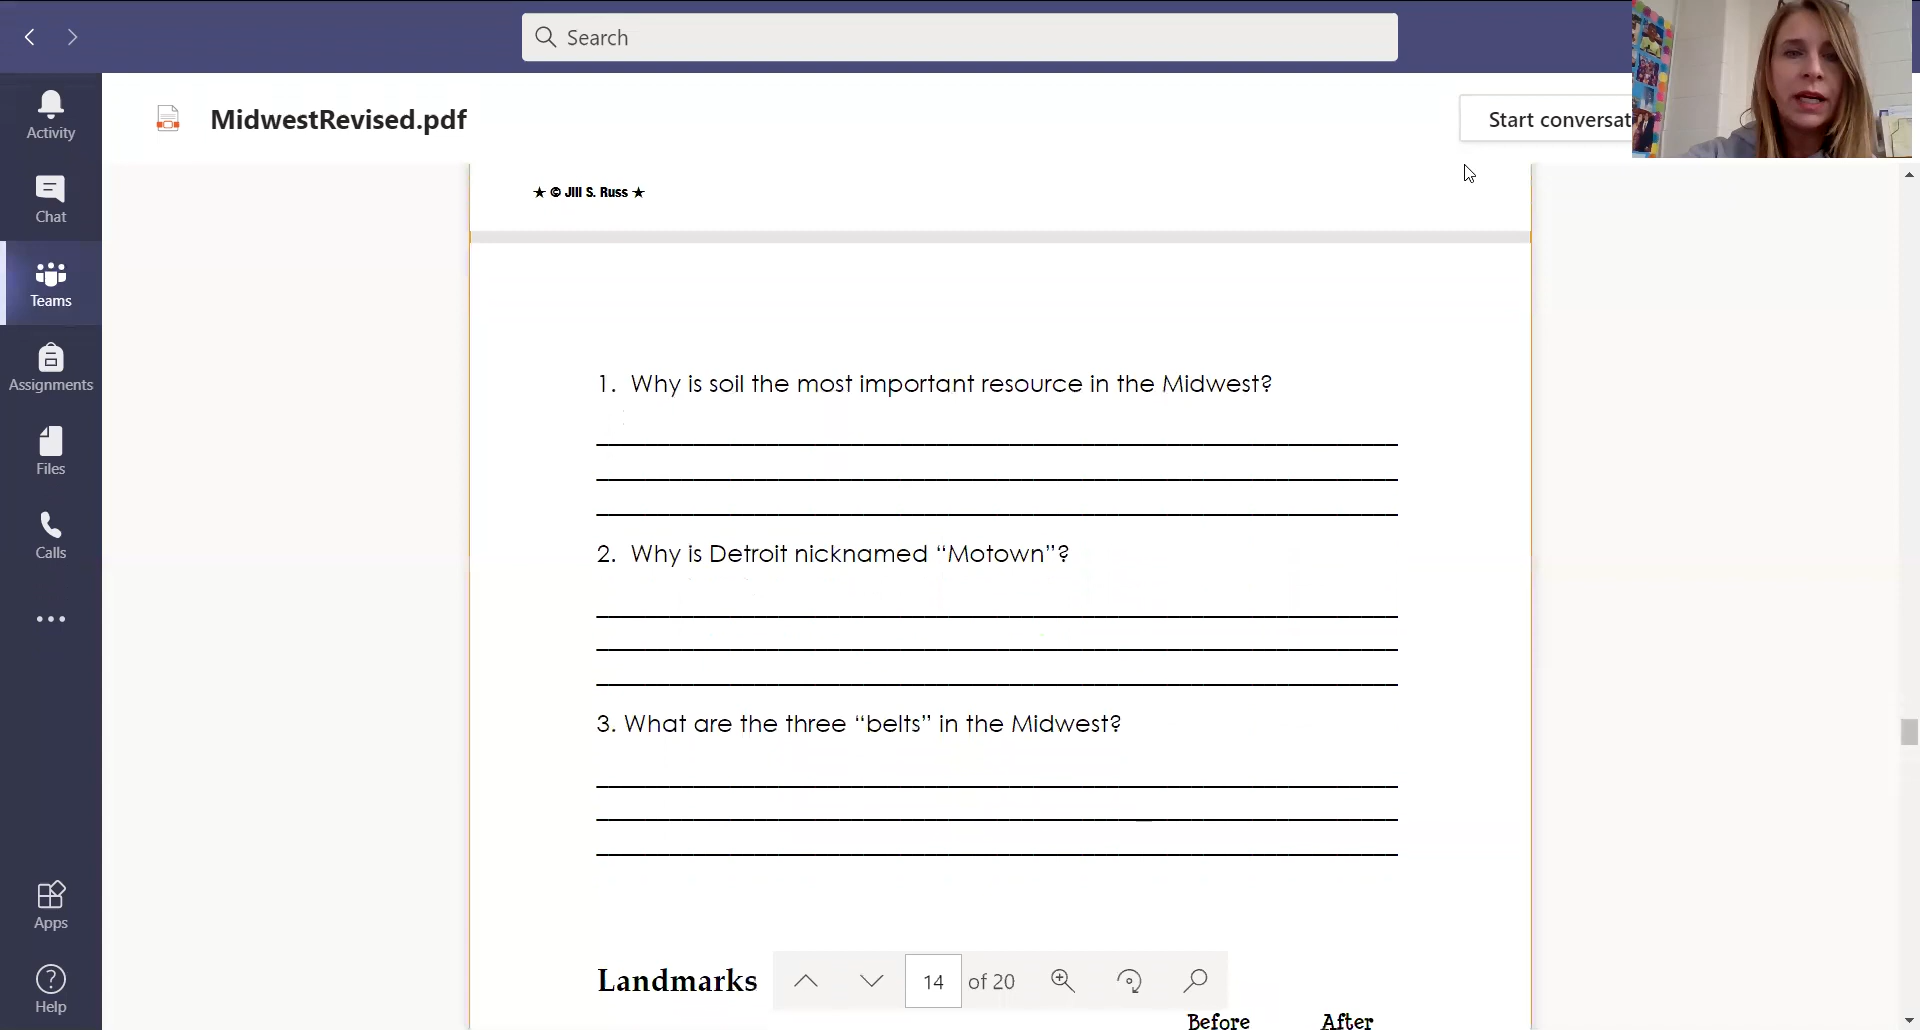 Search
Activity
Chat
Teams
Assignments
Files
Calls
Apps
Help
MidwestRevised.pdf
Start conversat
★ © Jill S. Russ ★
1. Why is soil the most important resource in the Midwest?
2. Why is Detroit nicknamed “Motown”?
3. What are the three “belts” in the Midwest?
Landmarks
14 of 20
Before After